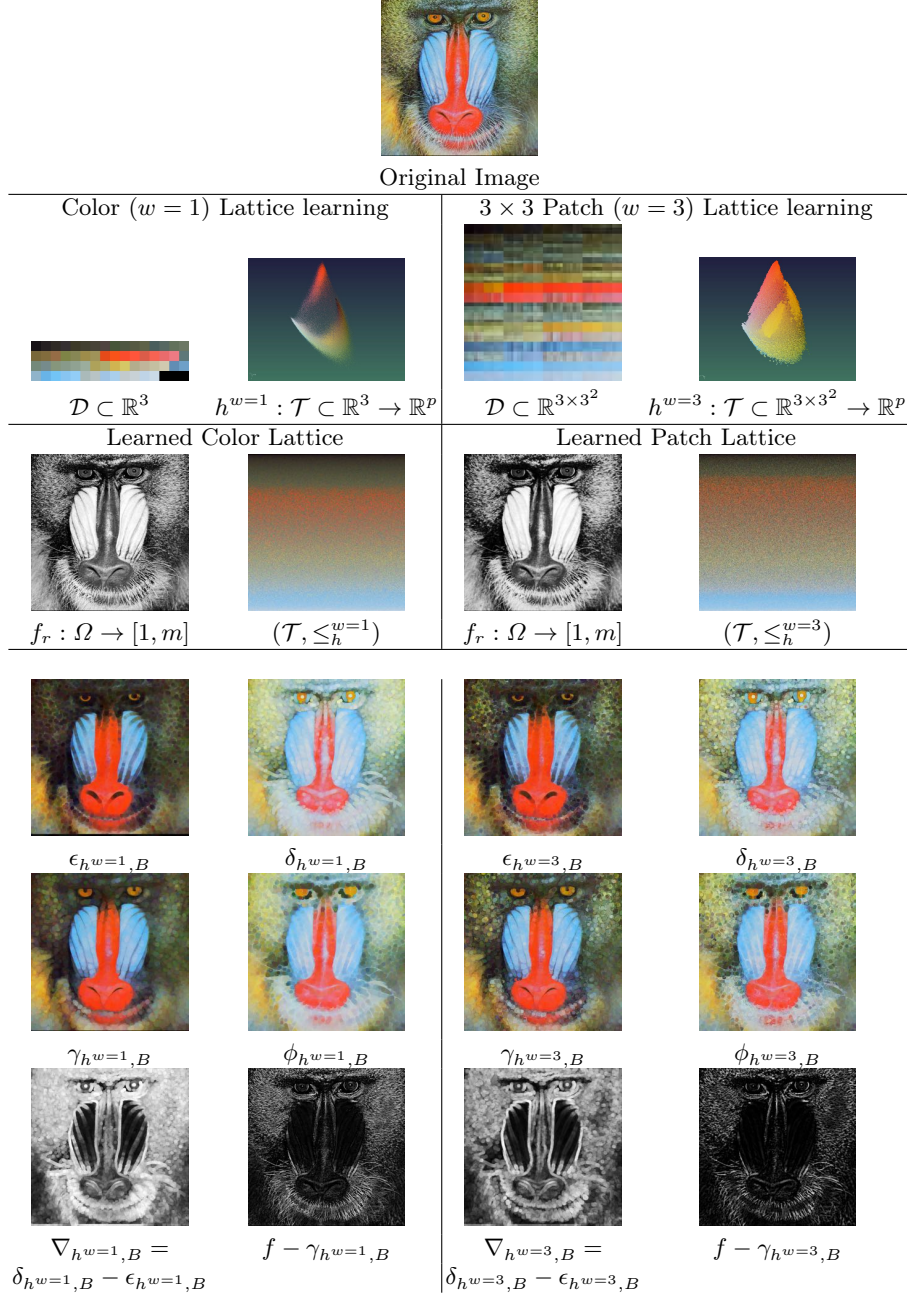 Original Image
Color (w = 1) Lattice learning
3 × 3 Patch (w = 3) Lattice learning
𝒟 ⊂ ℝ³
h^{w=1} : 𝒯 ⊂ ℝ³ → ℝ^p
𝒟 ⊂ ℝ^{3×3²}
h^{w=3} : 𝒯 ⊂ ℝ^{3×3²} → ℝ^p
Learned Color Lattice
Learned Patch Lattice
f_r : Ω → [1, m]
(𝒯, ≤_h^{w=1})
f_r : Ω → [1, m]
(𝒯, ≤_h^{w=3})
ϵ_{h^{w=1},B}
δ_{h^{w=1},B}
ϵ_{h^{w=3},B}
δ_{h^{w=3},B}
γ_{h^{w=1},B}
ϕ_{h^{w=1},B}
γ_{h^{w=3},B}
ϕ_{h^{w=3},B}
∇_{h^{w=1},B} =
δ_{h^{w=1},B} − ϵ_{h^{w=1},B}
f − γ_{h^{w=1},B}
∇_{h^{w=3},B} =
δ_{h^{w=3},B} − ϵ_{h^{w=3},B}
f − γ_{h^{w=3},B}